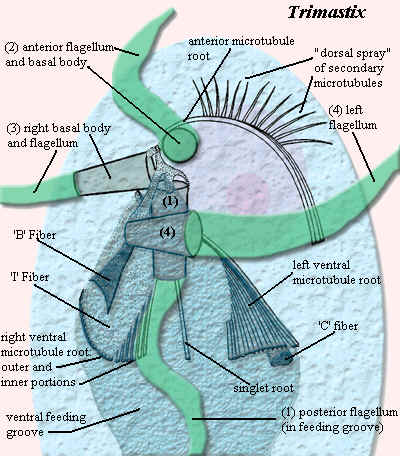 Trimastix
(2) anterior flagellum
and basal body
anterior microtubule
root
"dorsal spray"
of secondary
microtubules
(4) left
flagellum
(3) right basal body
and flagellum
(1)
(4)
'B' Fiber
'I' Fiber
left ventral
microtubule root
'C' fiber
right ventral
microtubule root:
outer and
inner portions
singlet root
ventral feeding
groove
(1) posterior flagellum
(in feeding groove)